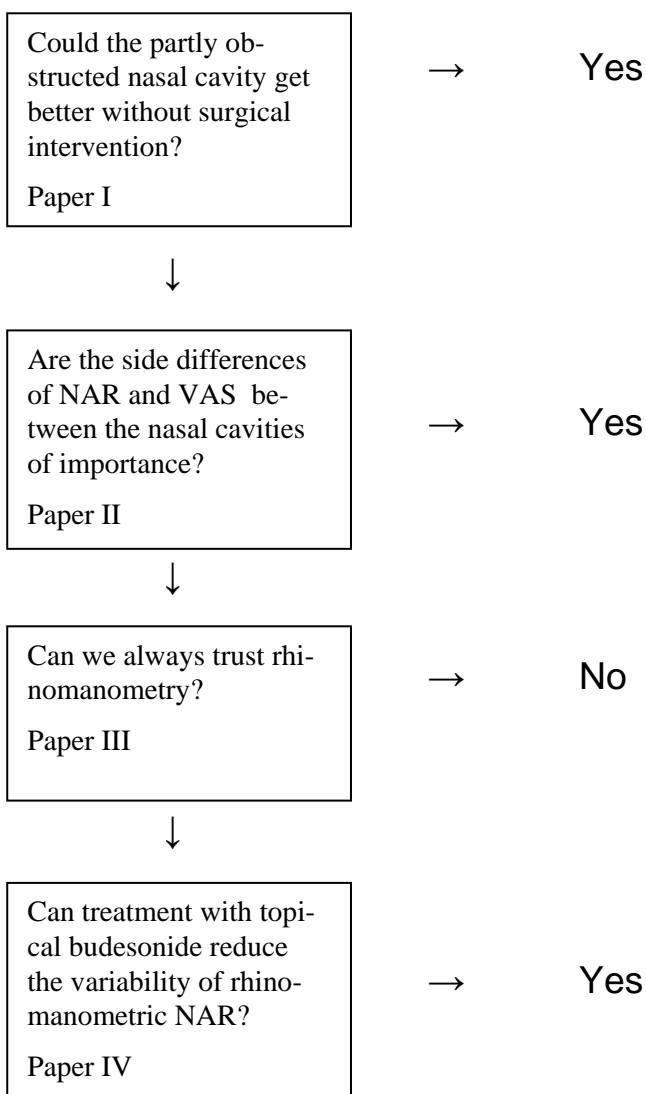 Could the partly ob-
structed nasal cavity get
better without surgical
intervention?
Paper I
→ Yes
↓
Are the side differences
of NAR and VAS be-
tween the nasal cavities
of importance?
Paper II
→ Yes
↓
Can we always trust rhi-
nomanometry?
Paper III
→ No
↓
Can treatment with topi-
cal budesonide reduce
the variability of rhino-
manometric NAR?
Paper IV
→ Yes